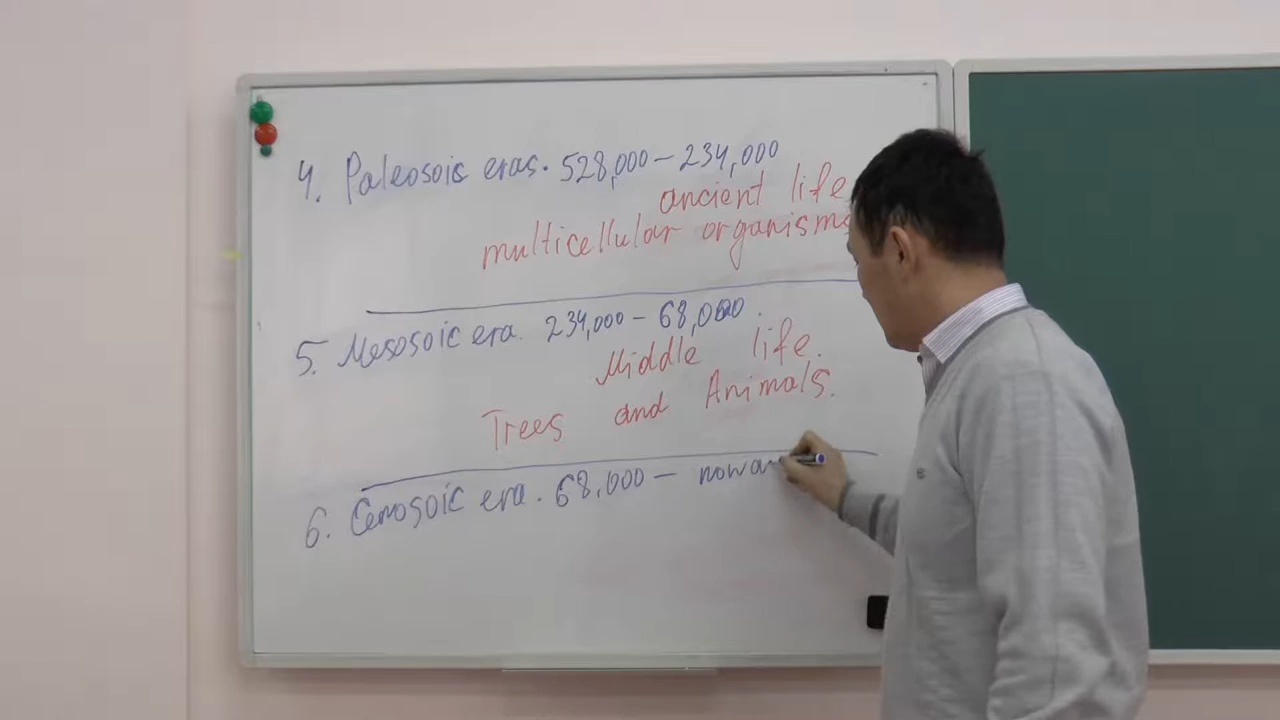 4. Paleosoic eras. 528,000 – 234,000
ancient life
multicellular organisms
5. Mesosoic era. 234,000 – 68,000.
Middle life.
Trees and Animals.
6. Cenosoic era. 68,000 – nowa